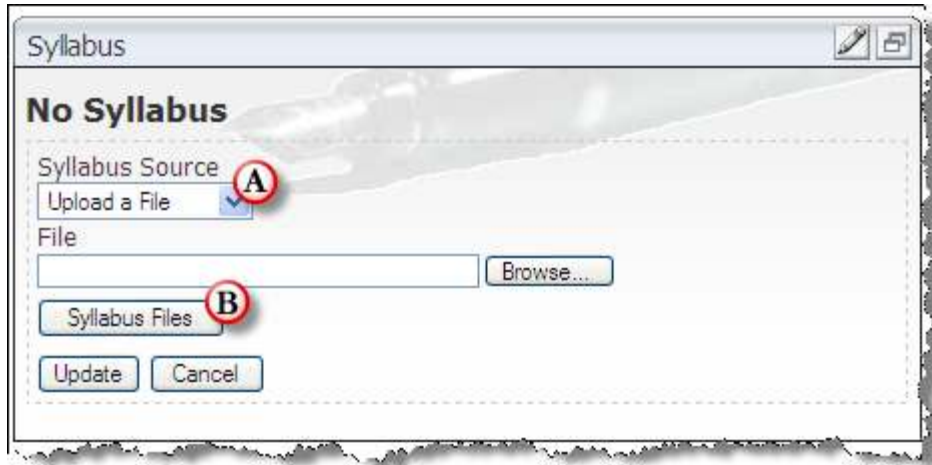 Syllabus
No Syllabus
Syllabus Source
A
Upload a File
File
Browse...
B
Syllabus Files
Update Cancel